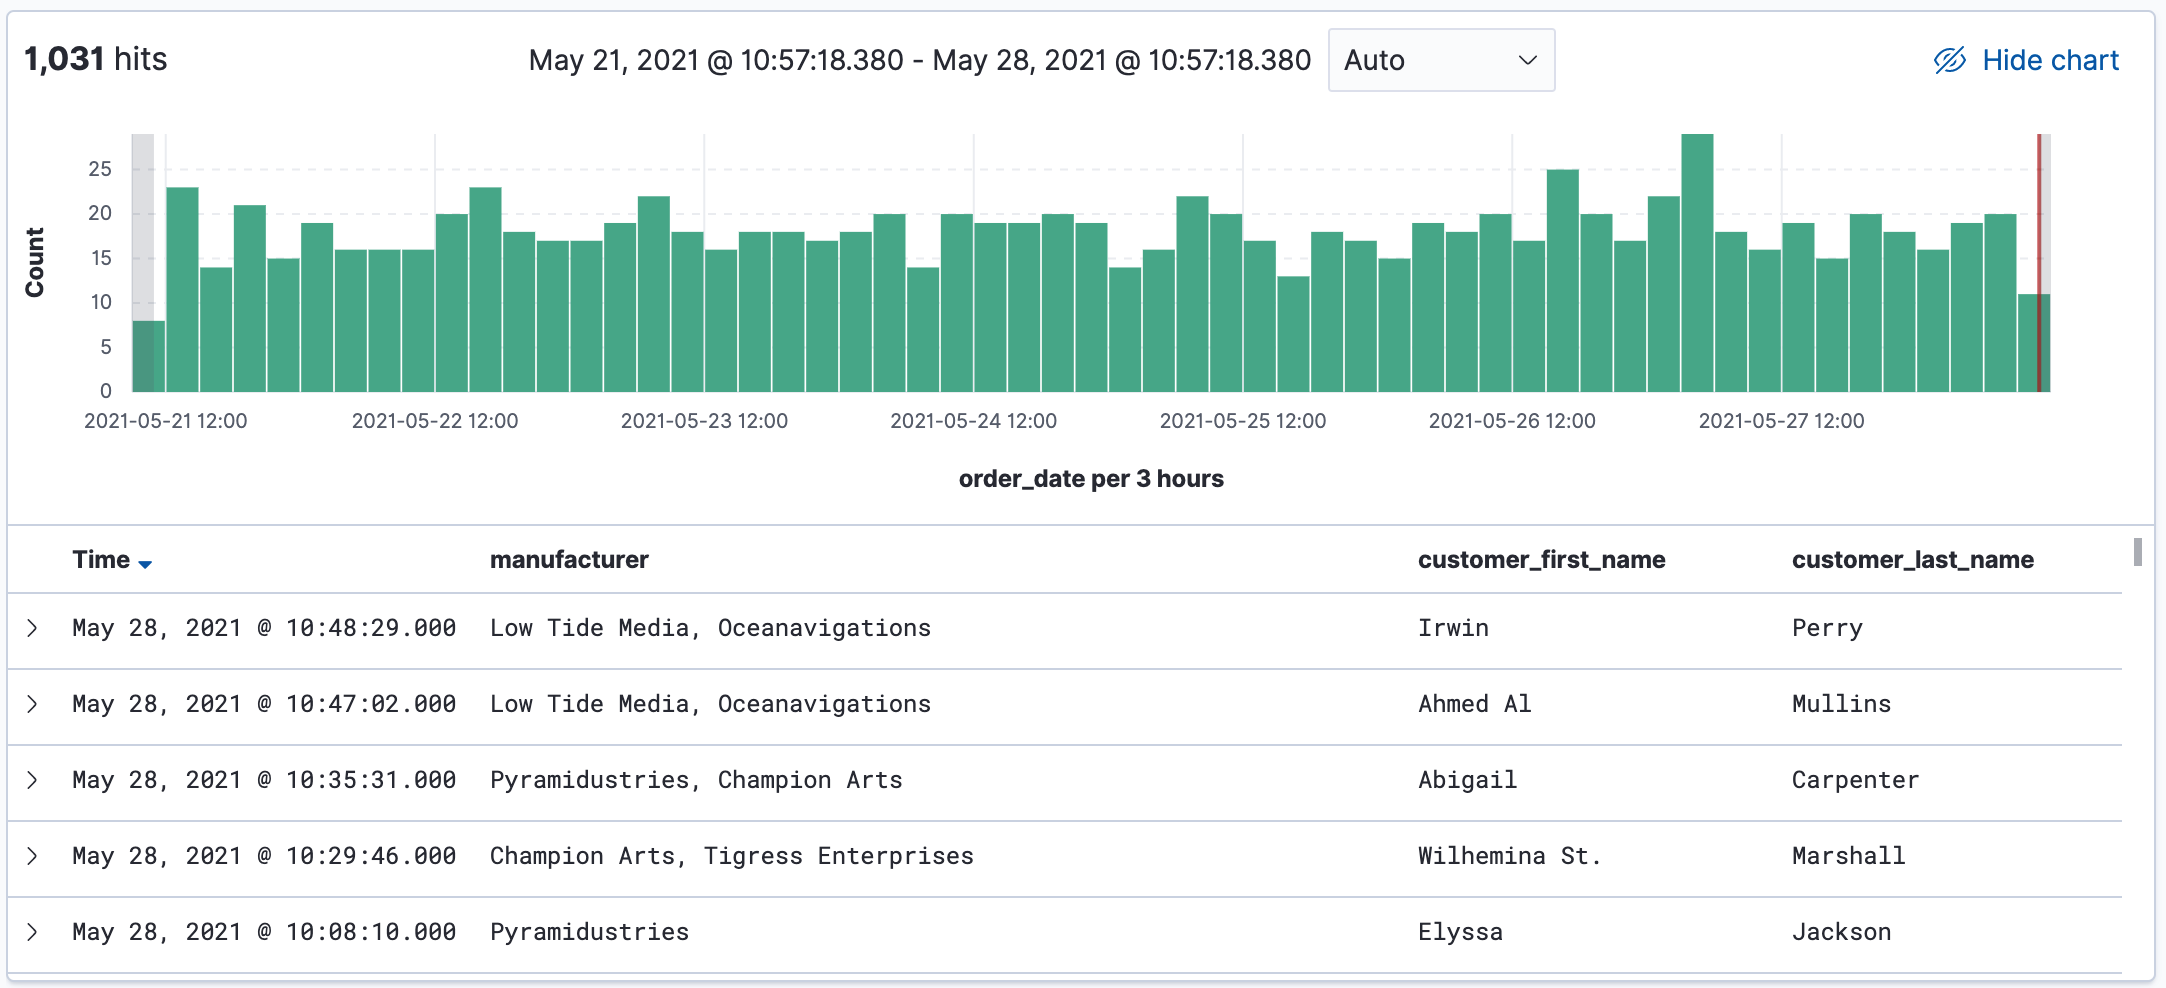 1,031 hits May 21, 2021 @ 10:57:18.380 - May 28, 2021 @ 10:57:18.380 Auto Hide chart
Count
25
20
15
10
5
0
2021-05-21 12:00 2021-05-22 12:00 2021-05-23 12:00 2021-05-24 12:00 2021-05-25 12:00 2021-05-26 12:00 2021-05-27 12:00
order_date per 3 hours
Time manufacturer customer_first_name customer_last_name
May 28, 2021 @ 10:48:29.000 Low Tide Media, Oceanavigations Irwin Perry
May 28, 2021 @ 10:47:02.000 Low Tide Media, Oceanavigations Ahmed Al Mullins
May 28, 2021 @ 10:35:31.000 Pyramidustries, Champion Arts Abigail Carpenter
May 28, 2021 @ 10:29:46.000 Champion Arts, Tigress Enterprises Wilhemina St. Marshall
May 28, 2021 @ 10:08:10.000 Pyramidustries Elyssa Jackson